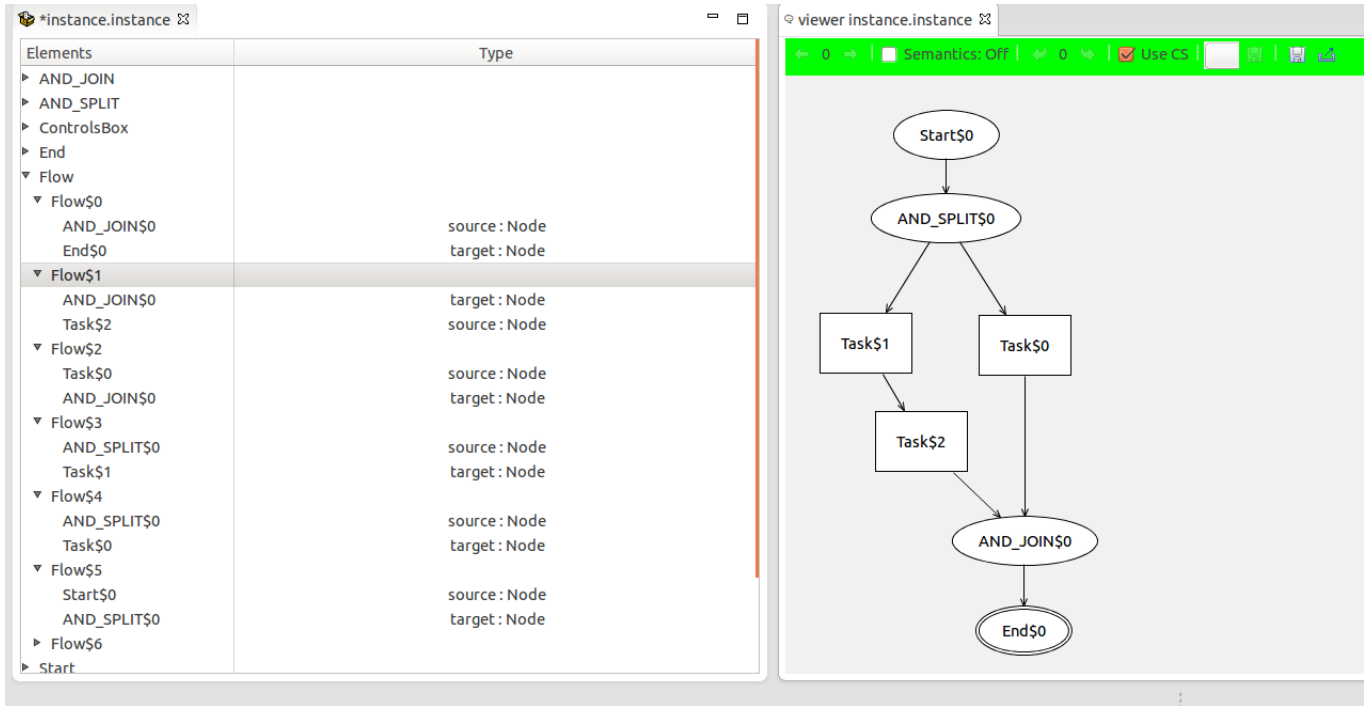 *instance.instance
Elements Type
AND_JOIN
AND_SPLIT
ControlsBox
End
Flow
Flow$0
AND_JOIN$0 source : Node
End$0 target : Node
Flow$1
AND_JOIN$0 target : Node
Task$2 source : Node
Flow$2
Task$0 source : Node
AND_JOIN$0 target : Node
Flow$3
AND_SPLIT$0 source : Node
Task$1 target : Node
Flow$4
AND_SPLIT$0 source : Node
Task$0 target : Node
Flow$5
Start$0 source : Node
AND_SPLIT$0 target : Node
Flow$6
Start
viewer instance.instance
0 Semantics: Off 0 Use CS
Start$0
AND_SPLIT$0
Task$1 Task$0
Task$2
AND_JOIN$0
End$0